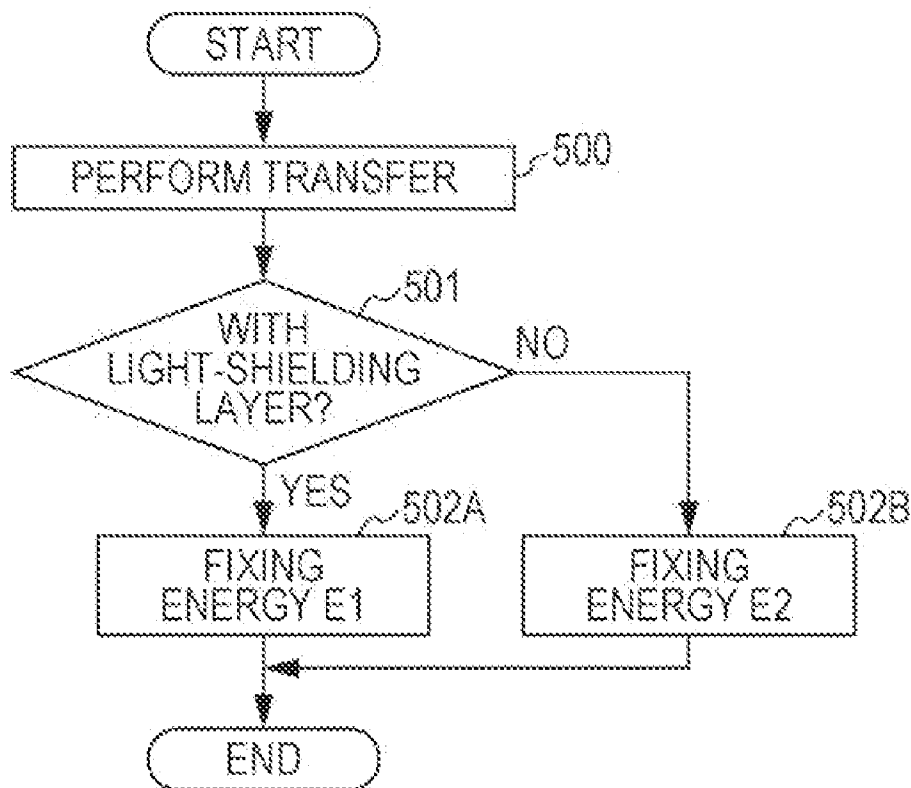 START
PERFORM TRANSFER
500
501
WITH
LIGHT-SHIELDING
LAYER?
NO
YES
502A
FIXING
ENERGY E1
502B
FIXING
ENERGY E2
END